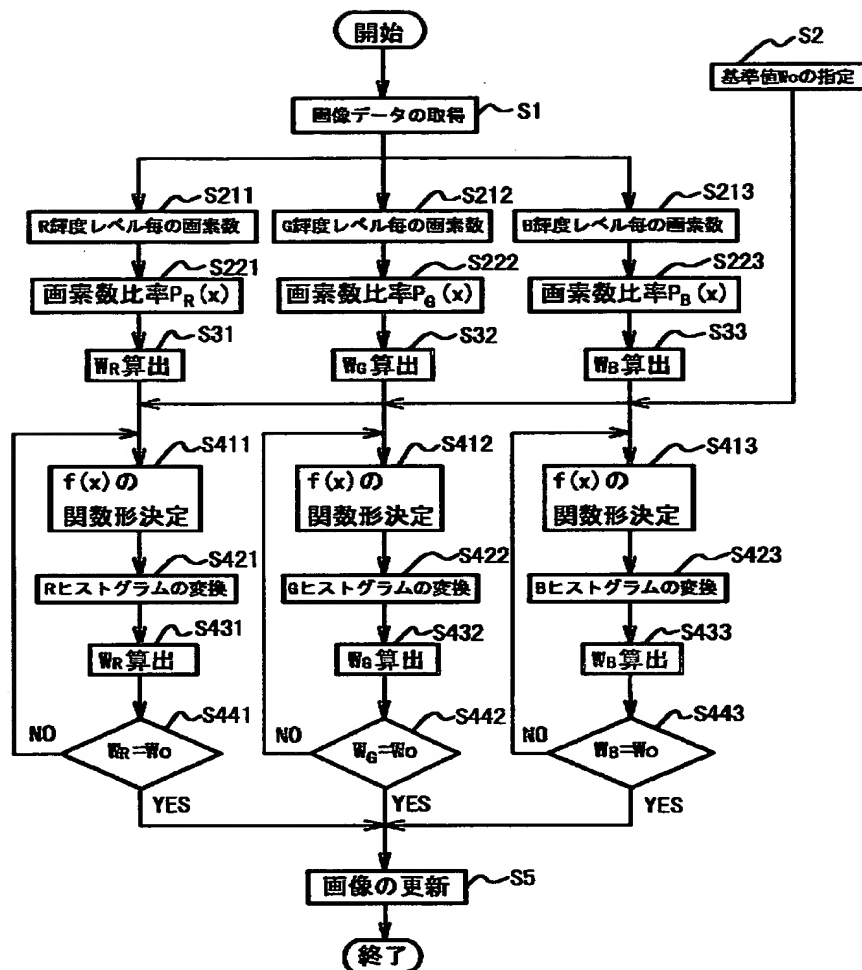 開始
S2
基準値Woの指定
画像データの取得
S1
S211
S212
S213
R輝度レベル毎の画素数
G輝度レベル毎の画素数
B輝度レベル毎の画素数
S221
S222
S223
画素数比率PR(x)
画素数比率PG(x)
画素数比率PB(x)
S31
S32
S33
WR算出
WG算出
WB算出
S411
S412
S413
f(x)の
関数形決定
f(x)の
関数形決定
f(x)の
関数形決定
S421
S422
S423
Rヒストグラムの変換
Gヒストグラムの変換
Bヒストグラムの変換
S431
S432
S433
WR算出
WG算出
WB算出
S441
S442
S443
NO
WR=Wo
NO
WG=Wo
NO
WB=Wo
YES
YES
YES
画像の更新
S5
終了